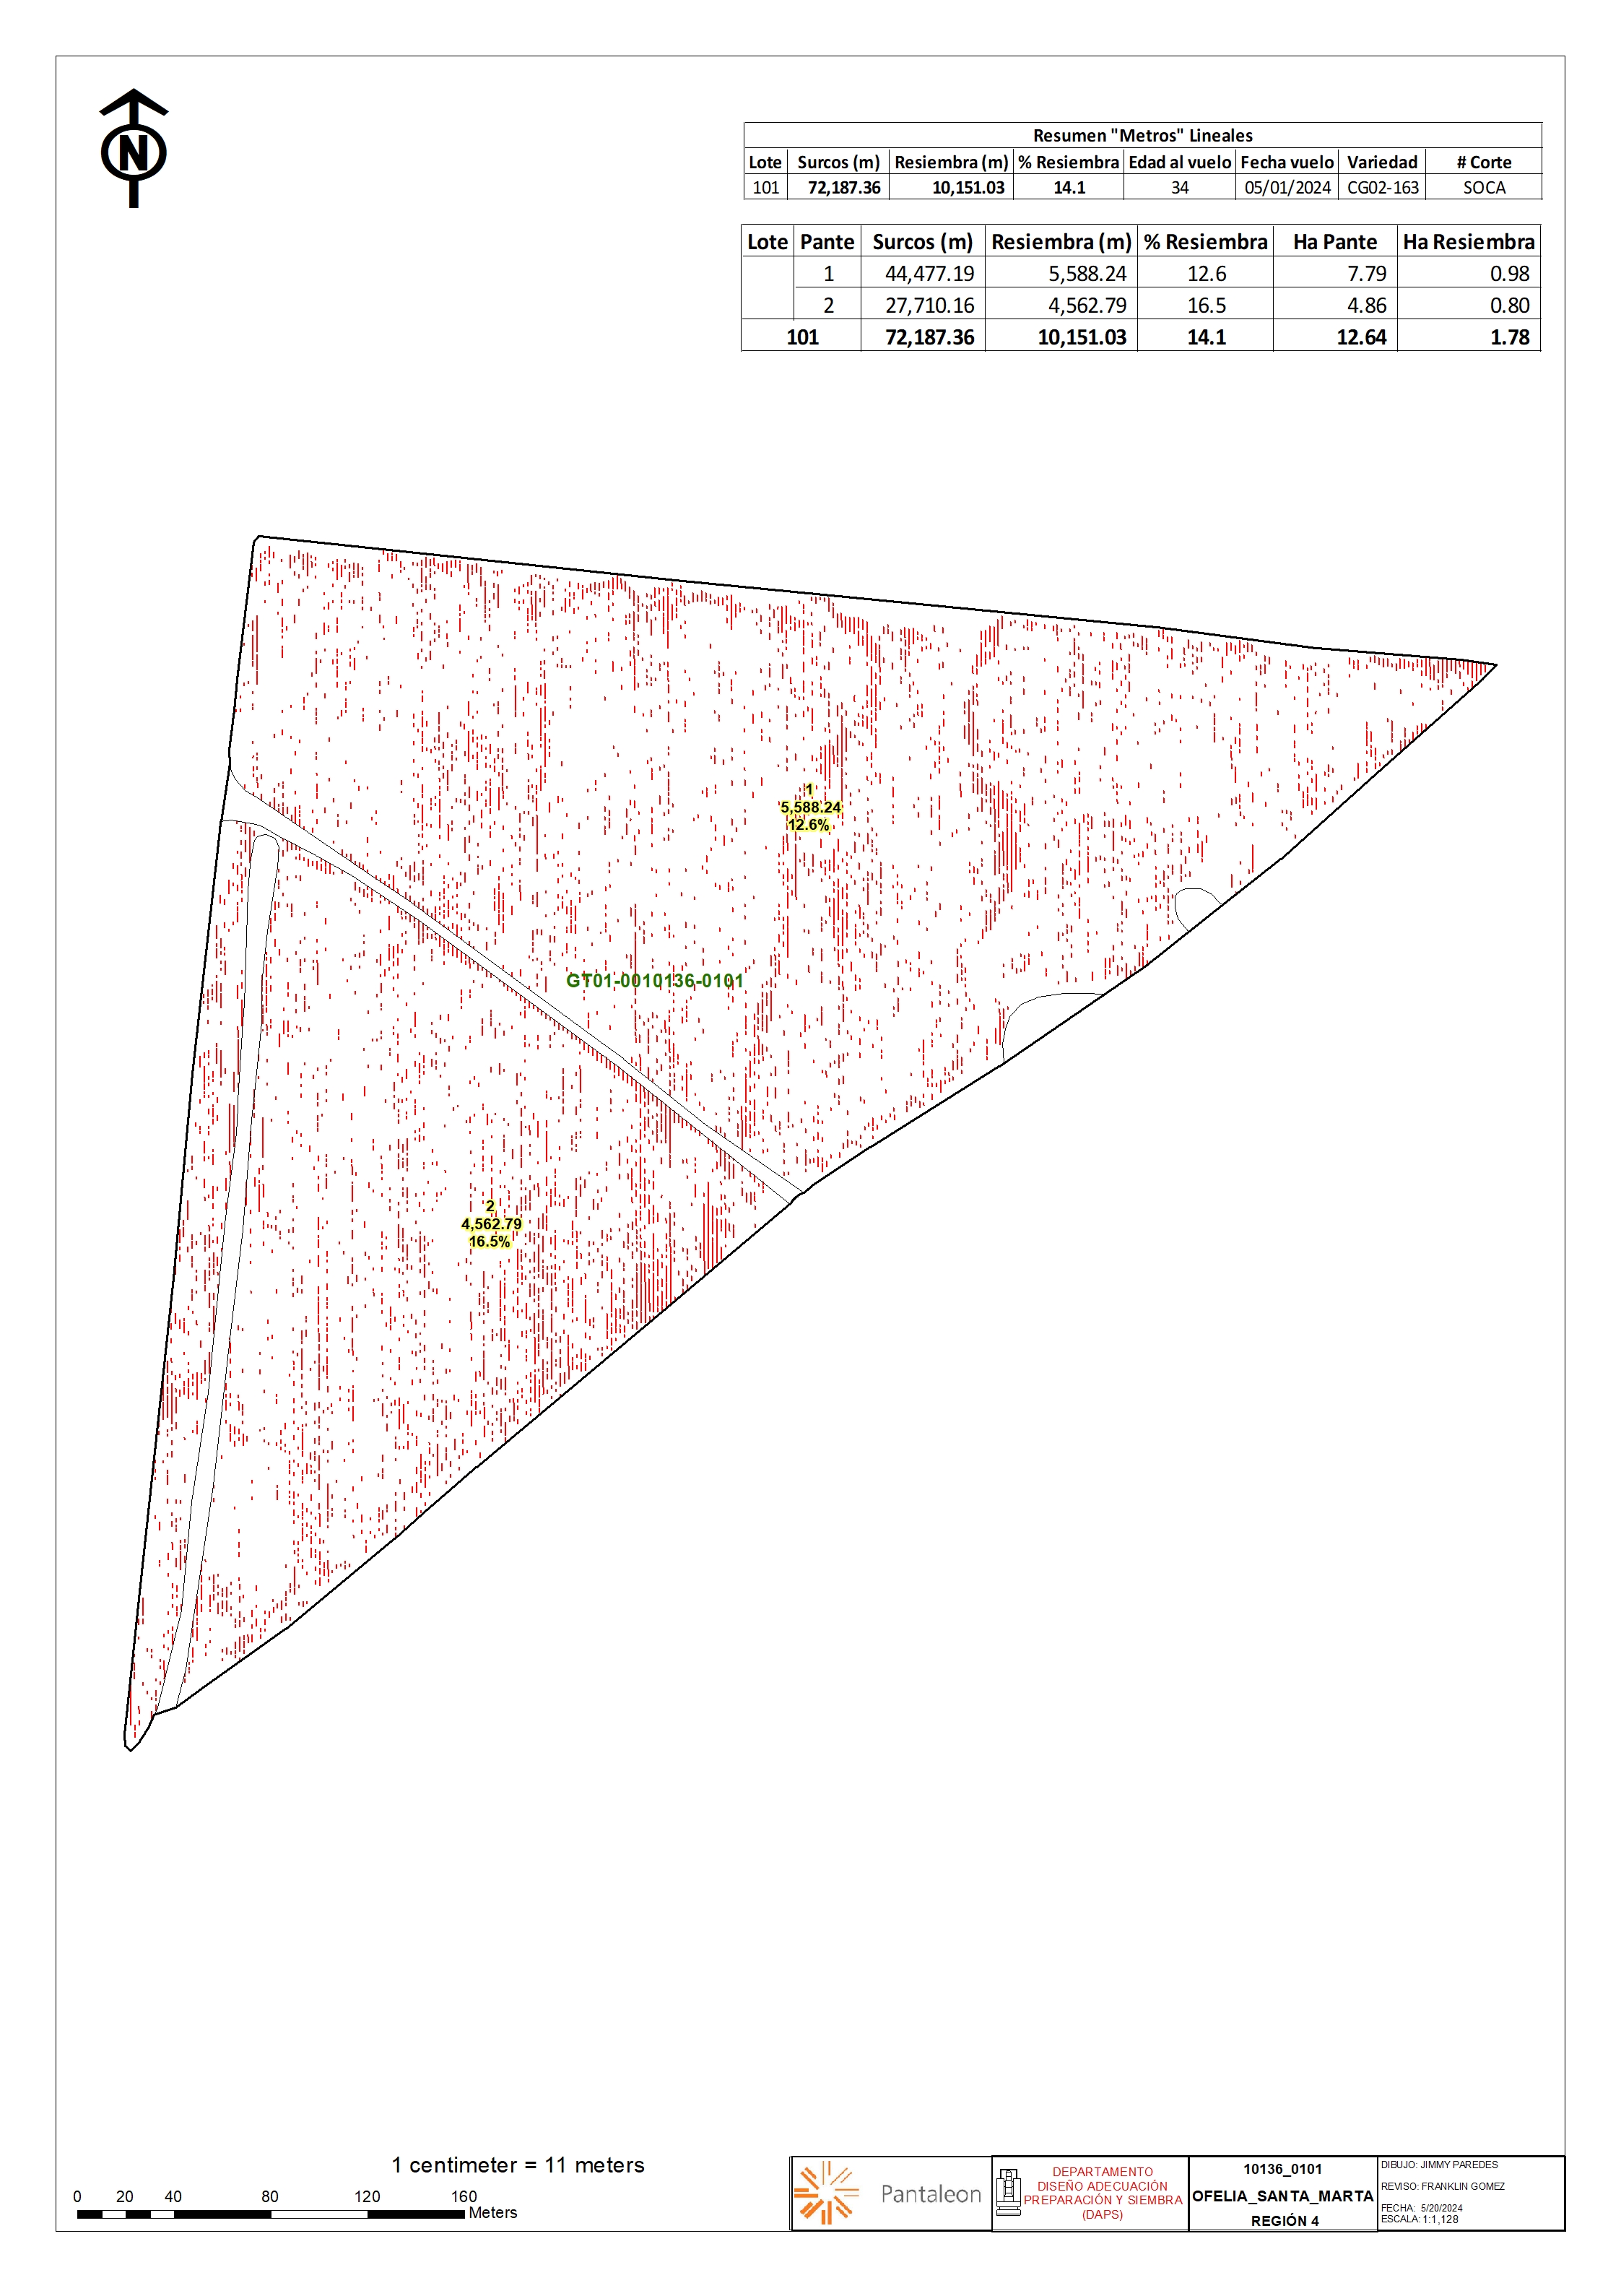 N
Resumen "Metros" Lineales
Lote Surcos (m) Resiembra (m) % Resiembra Edad al vuelo Fecha vuelo Variedad # Corte
101 72,187.36 10,151.03 14.1 34 05/01/2024 CG02-163 SOCA
Lote Pante Surcos (m) Resiembra (m) % Resiembra Ha Pante Ha Resiembra
1 44,477.19 5,588.24 12.6 7.79 0.98
2 27,710.16 4,562.79 16.5 4.86 0.80
101 72,187.36 10,151.03 14.1 12.64 1.78
1
5,588.24
12.6%
GT01-0010136-0101
2
4,562.79
16.5%
1 centimeter = 11 meters
0 20 40 80 120 160
Meters
Pantaleon
DEPARTAMENTO
DISEÑO ADECUACIÓN
PREPARACIÓN Y SIEMBRA
(DAPS)
10136_0101
OFELIA_SANTA_MARTA
REGIÓN 4
DIBUJO: JIMMY PAREDES
REVISO: FRANKLIN GOMEZ
FECHA: 5/20/2024
ESCALA: 1:1,128